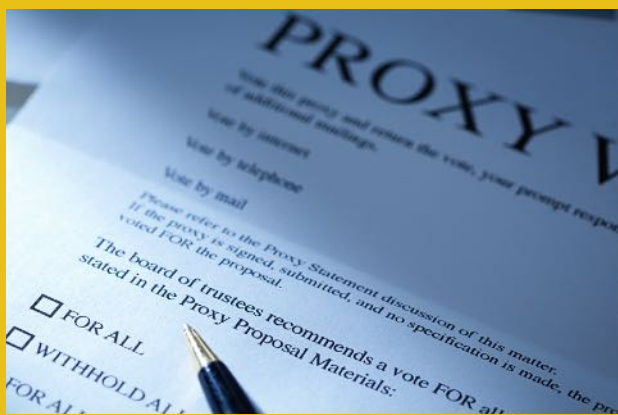 PROXY V
Vote this proxy and return the vote, your prompt respon
of additional mailings.
Vote by internet
Vote by telephone
Vote by mail
Please refer to the Proxy Statement discussion of this matter.
If the proxy is signed, submitted, and no specification is made, the pro
voted FOR the proposal.
The board of trustees recommends a vote FOR all
stated in the Proxy Proposal Materials:
FOR ALL
WITHHOLD ALL
FOR ALL